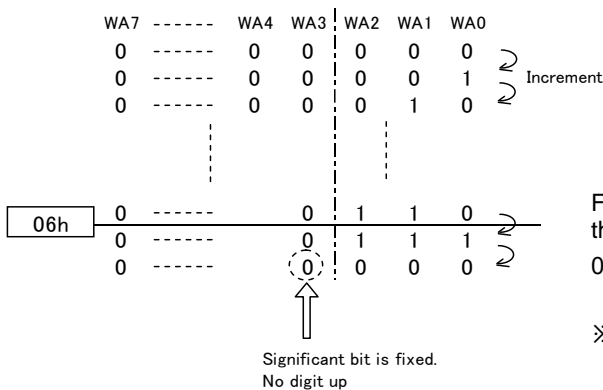 WA7 ------ WA4 WA3 WA2 WA1 WA0
0 ------ 0 0 0 0 0
0 ------ 0 0 0 0 1
0 ------ 0 0 0 1 0
Increment
06h
0 ------ 0 1 1 0
0 ------ 0 1 1 1
0 ------ 0 0 0 0
Significant bit is fixed.
No digit up
F
th
0
※